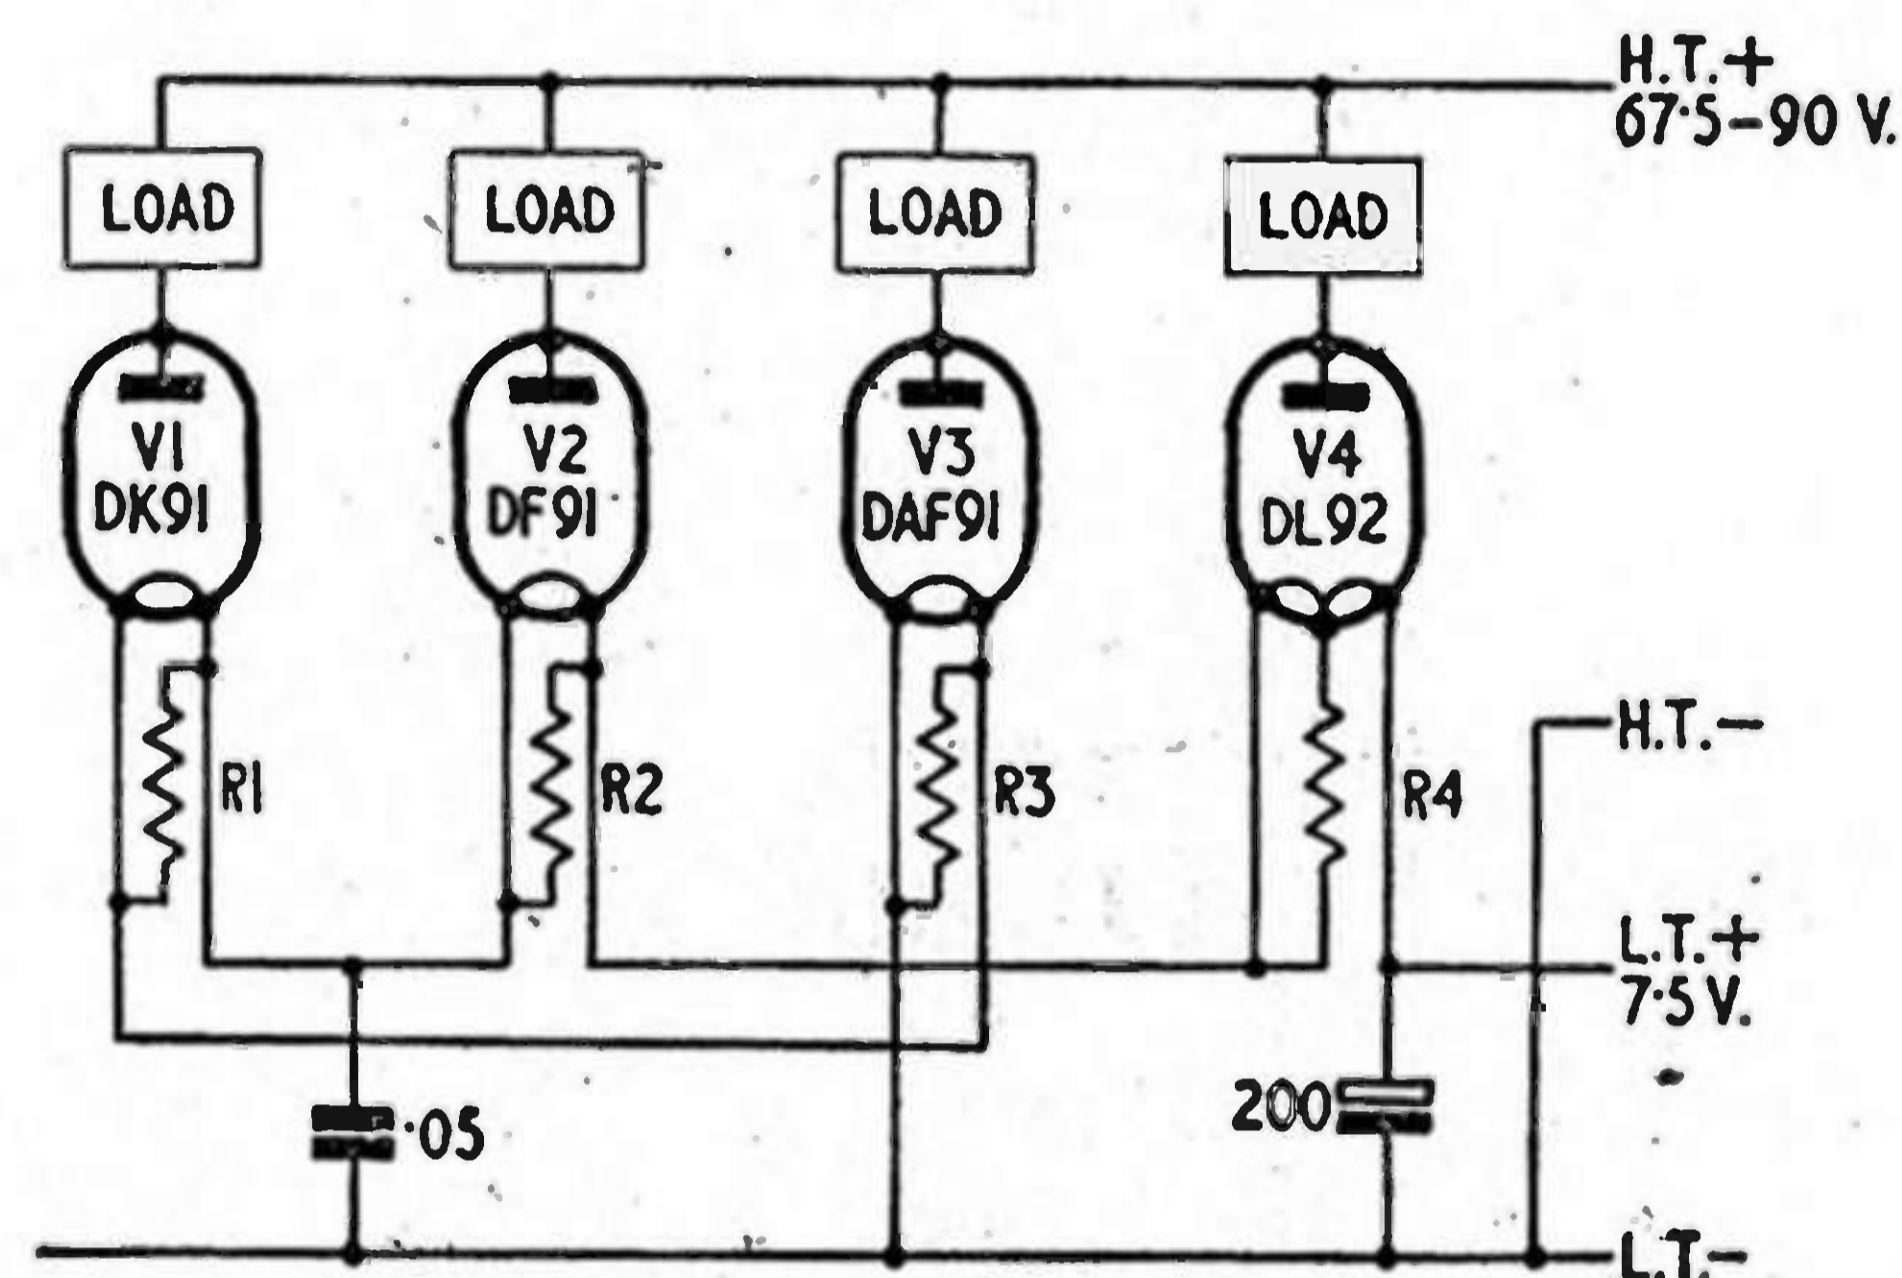 H.T.+
67·5-90 V.
LOAD
LOAD
LOAD
LOAD
V1
DK91
V2
DF91
V3
DAF91
V4
DL92
R1
R2
R3
R4
H.T.-
L.T.+
7·5 V.
·05
200
L.T.-